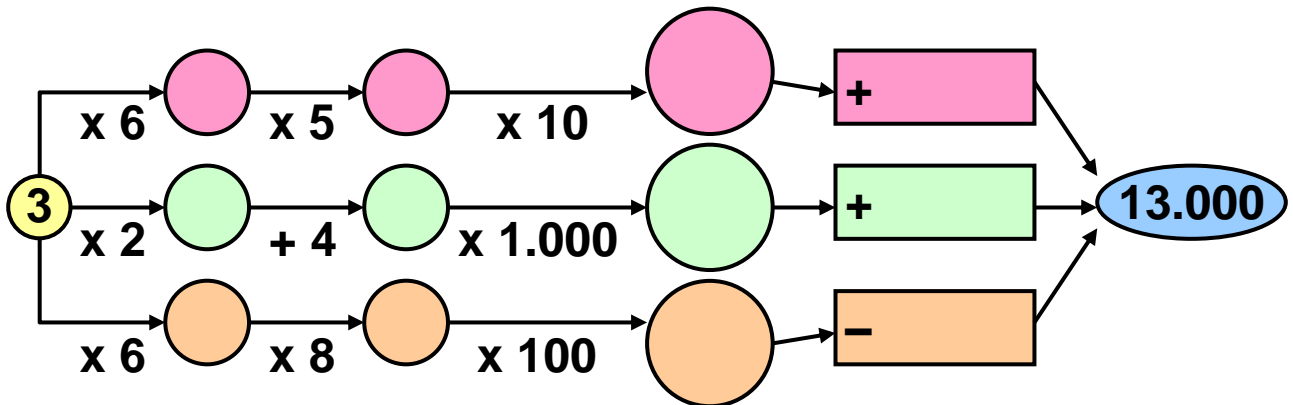 +
x 6 x 5 x 10
3 + 13.000
x 2 + 4 x 1.000
–
x 6 x 8 x 100